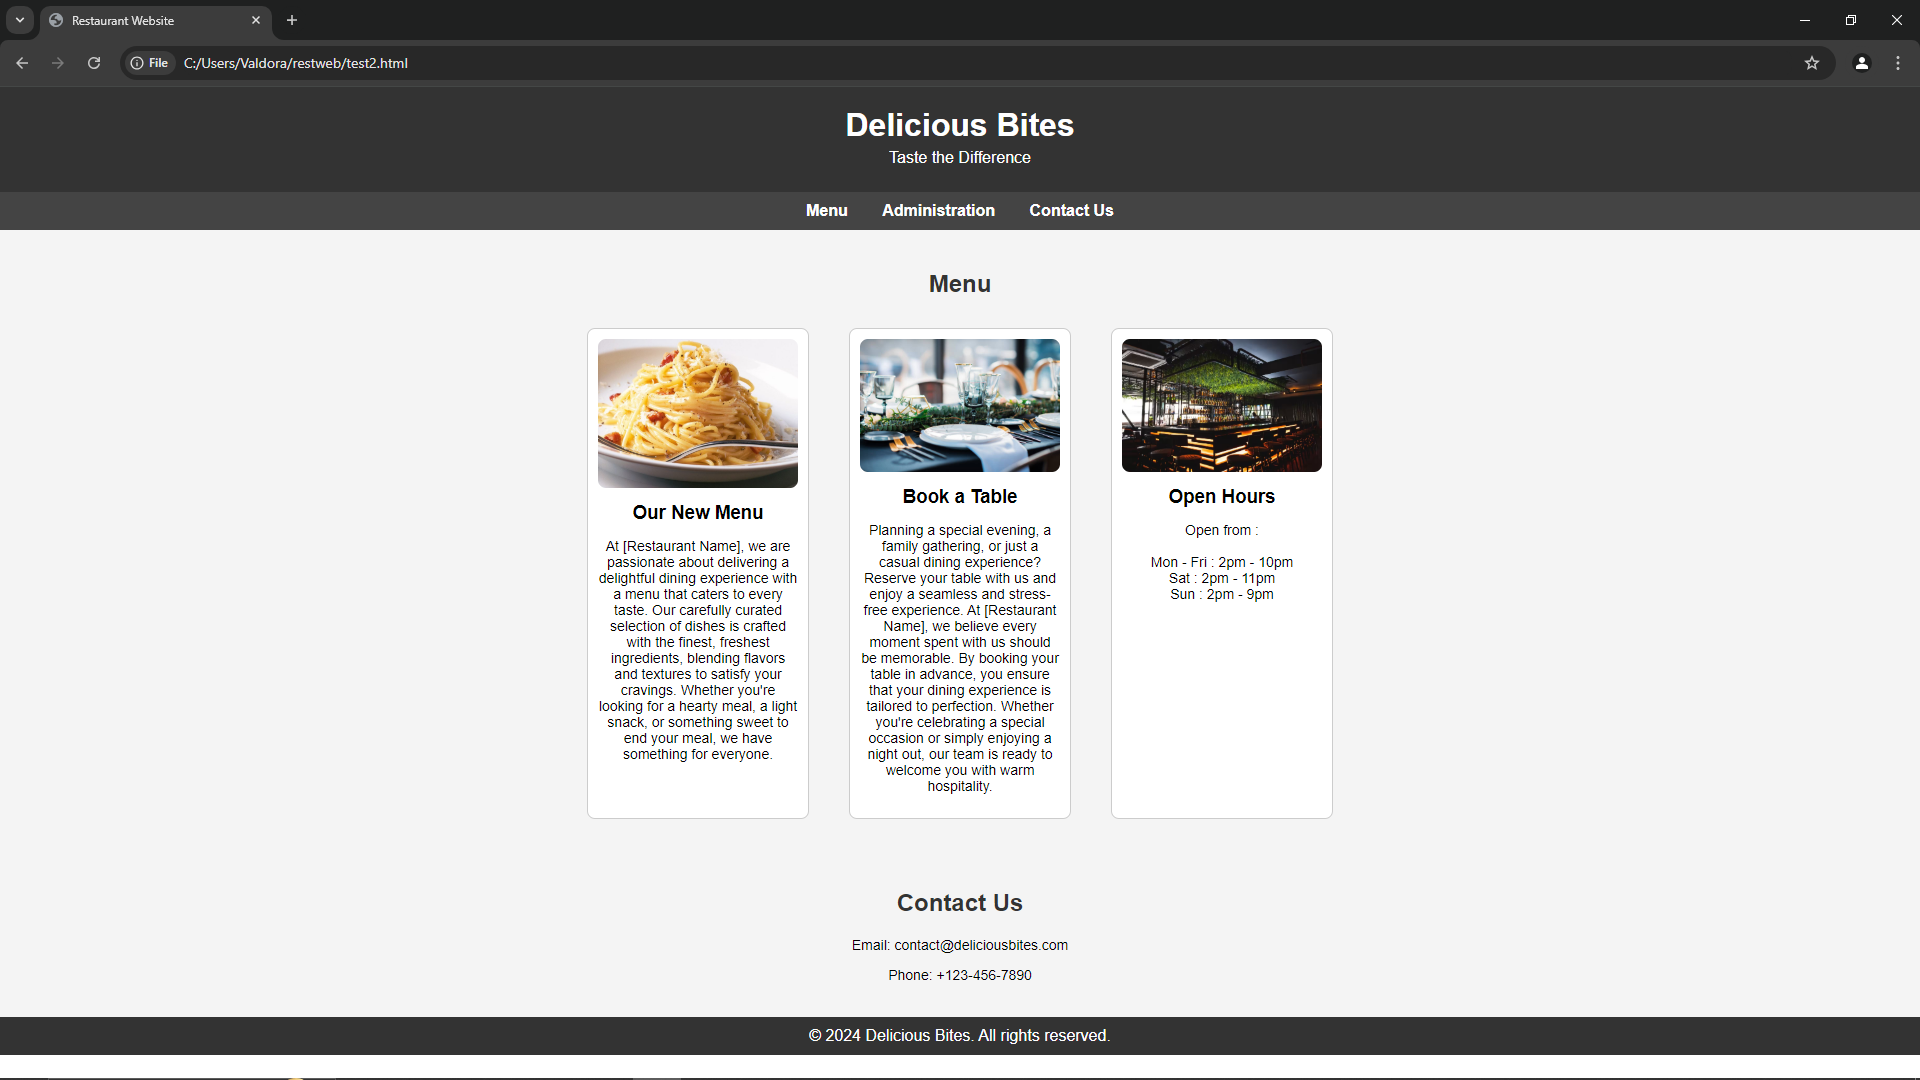 Restaurant Website
File
C:/Users/Valdora/restweb/test2.html
Delicious Bites
Taste the Difference
Menu Administration Contact Us
Menu
Our New Menu
At [Restaurant Name], we are
passionate about delivering a
delightful dining experience with
a menu that caters to every
taste. Our carefully curated
selection of dishes is crafted
with the finest, freshest
ingredients, blending flavors
and textures to satisfy your
cravings. Whether you're
looking for a hearty meal, a light
snack, or something sweet to
end your meal, we have
something for everyone.
Book a Table
Planning a special evening, a
family gathering, or just a
casual dining experience?
Reserve your table with us and
enjoy a seamless and stress-
free experience. At [Restaurant
Name], we believe every
moment spent with us should
be memorable. By booking your
table in advance, you ensure
that your dining experience is
tailored to perfection. Whether
you're celebrating a special
occasion or simply enjoying a
night out, our team is ready to
welcome you with warm
hospitality.
Open Hours
Open from :
Mon - Fri : 2pm - 10pm
Sat : 2pm - 11pm
Sun : 2pm - 9pm
Contact Us
Email: contact@deliciousbites.com
Phone: +123-456-7890
© 2024 Delicious Bites. All rights reserved.